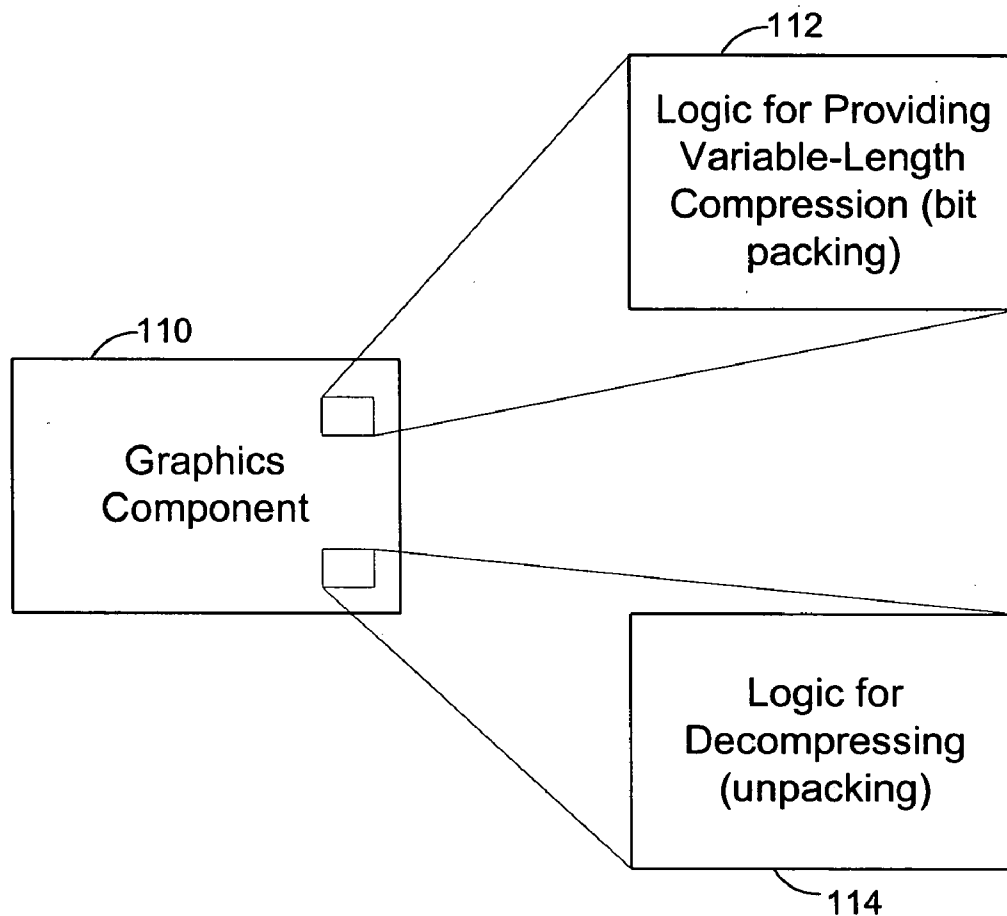 112
Logic for Providing
Variable-Length
Compression (bit
packing)
110
Graphics
Component
Logic for
Decompressing
(unpacking)
114